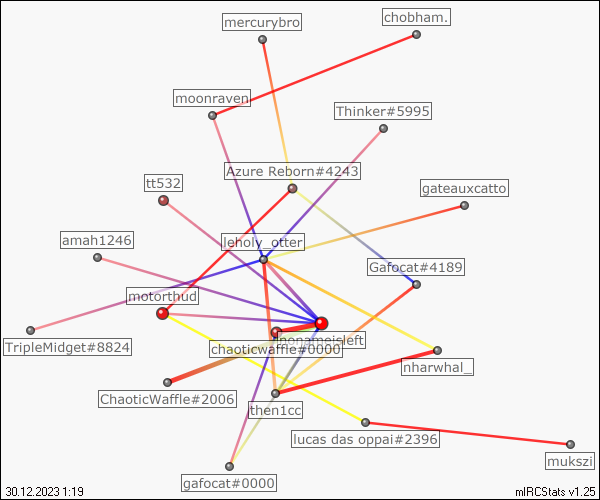 mercurybro
chobham.
moonraven
Thinker#5995
Azure Reborn#4243
tt532
gateauxcatto
leholy_otter
amah1246
Gafocat#4189
motorthud
nonameisleft
TripleMidget#8824
chaoticwaffle#0000
nharwhal_
ChaoticWaffle#2006
then1cc
lucas das oppai#2396
mukszi
gafocat#0000
30.12.2023 1:19
mIRCStats v1.25